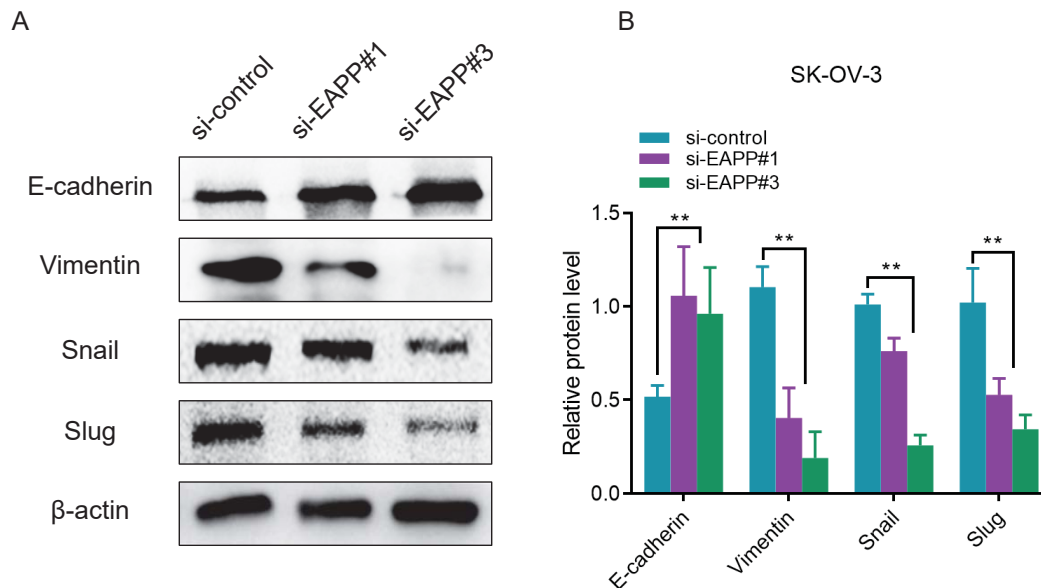 A
si-control
si-EAPP#1
si-EAPP#3
E-cadherin
Vimentin
Snail
Slug
β-actin
B
SK-OV-3
si-control
si-EAPP#1
si-EAPP#3
Relative protein level
1.5
1.0
0.5
0.0
**
**
**
**
E-cadherin
Vimentin
Snail
Slug